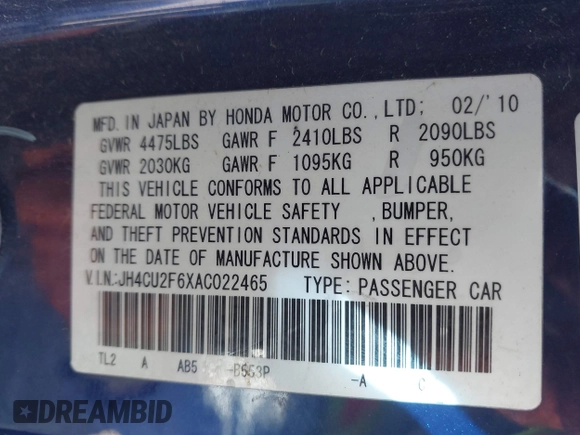 MFD. IN JAPAN BY HONDA MOTOR CO.,LTD; 02/'10
GVWR 4475LBS GAWR F 2410LBS R 2090LBS
GVWR 2030KG GAWR F 1095KG R 950KG
THIS VEHICLE CONFORMS TO ALL APPLICABLE
FEDERAL MOTOR VEHICLE SAFETY ,BUMPER,
AND THEFT PREVENTION STANDARDS IN EFFECT
ON THE DATE OF MANUFACTURE SHOWN ABOVE.
V.I.N.:JH4CU2F6XAC022465 TYPE: PASSENGER CAR
TL2 A AB5 -B553P -A C
DREAMBID